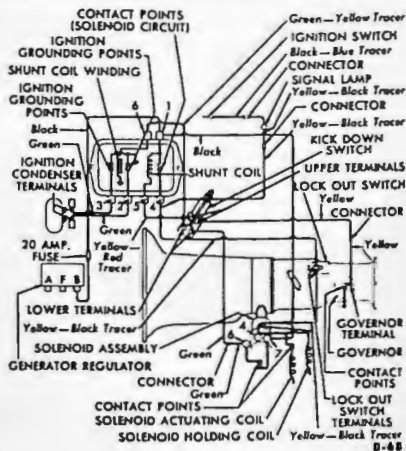 CONTACT POINTS
(SOLENOID CIRCUIT)
IGNITION
GROUNDING POINTS
SHUNT COIL WINDING
IGNITION
GROUNDING
POINTS
Black
Green
IGNITION
CONDENSER
TERMINALS
20 AMP.
FUSE
A F B
LOWER TERMINALS
Yellow—Black Tracer
SOLENOID ASSEMBLY
GENERATOR REGULATOR
Green
CONNECTOR
Green
CONTACT POINTS
SOLENOID ACTUATING COIL
SOLENOID HOLDING COIL
6 1
Black
SHUNT COIL
3 2 5 4
Green
Yellow—
Red
Tracer
Green—Yellow Tracer
IGNITION SWITCH
Black—Blue Tracer
CONNECTOR
SIGNAL LAMP
Yellow—Black Tracer
CONNECTOR
Yellow—Black Tracer
KICK DOWN
SWITCH
UPPER TERMINALS
LOCK OUT SWITCH
Yellow
CONNECTOR
Yellow
4
6
7
GOVERNOR
TERMINAL
GOVERNOR
CONTACT
POINTS
LOCK OUT
SWITCH
TERMINALS
Yellow—Black Tracer